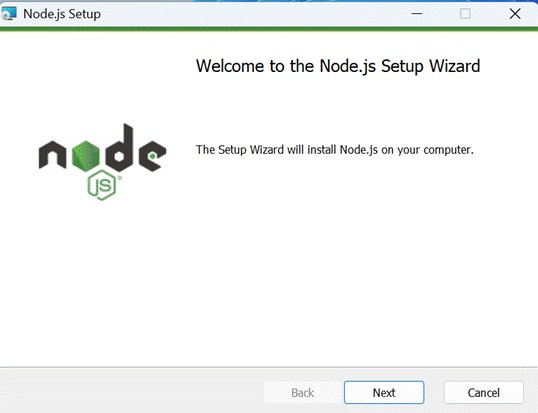 Node.js Setup
Welcome to the Node.js Setup Wizard
The Setup Wizard will install Node.js on your computer.
node
JS
Back
Next
Cancel